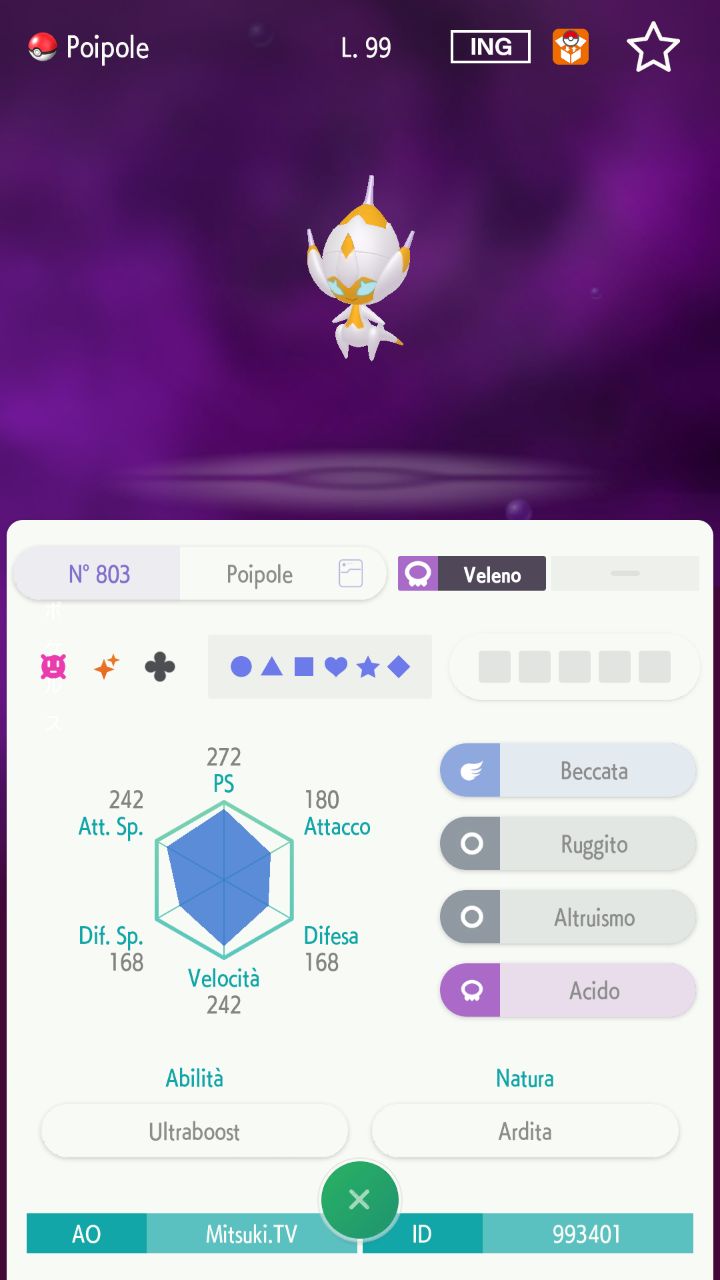 Poipole L. 99 ING
N° 803 Poipole Veleno
272
PS
242
Att. Sp.
180
Attacco
Dif. Sp.
168
Difesa
168
Velocità
242
Beccata
Ruggito
Altruismo
Acido
Abilità
Ultraboost
Natura
Ardita
AO Mitsuki.TV ID 993401